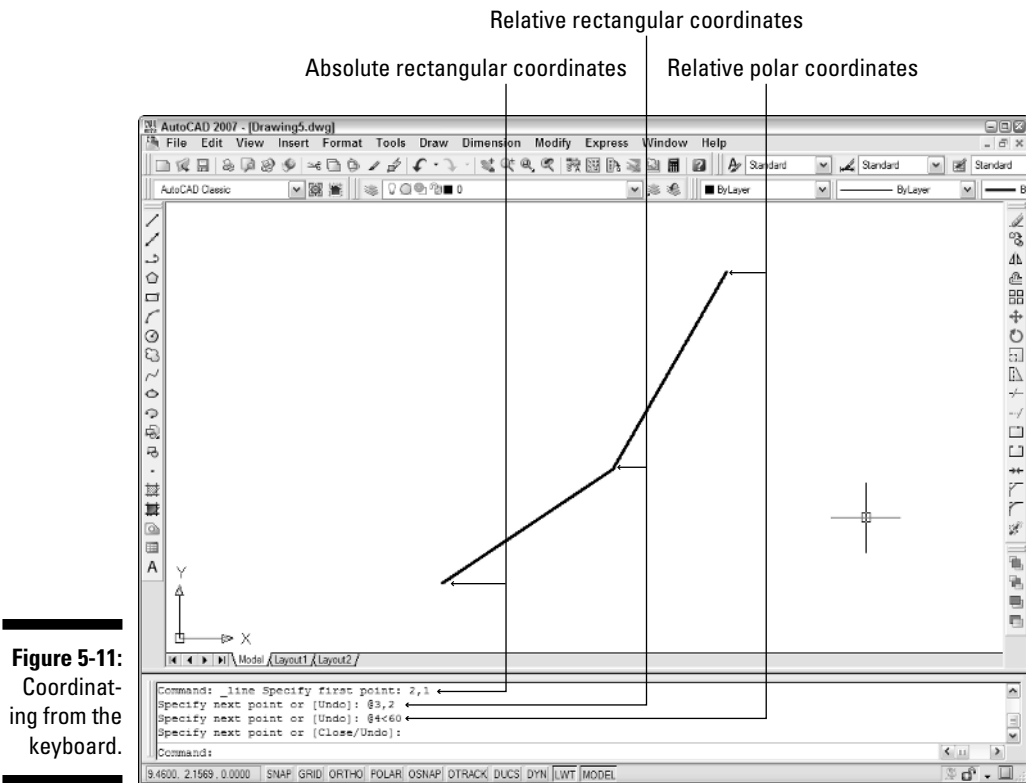 Relative rectangular coordinates
Absolute rectangular coordinates
Relative polar coordinates
AutoCAD 2007 - [Drawing5.dwg]
File Edit View Insert Format Tools Draw Dimension Modify Express Window Help
Standard Standard Standard
AutoCAD Classic 0 ByLayer ByLayer B
A
Y
X
Model Layout1 Layout2
Command: _line Specify first point: 2,1
Specify next point or [Undo]: @3,2
Specify next point or [Undo]: @4<60
Specify next point or [Close/Undo]:
Command:
9.4600, 2.1569, 0.0000 SNAP GRID ORTHO POLAR OSNAP OTRACK DUCS DYN LWT MODEL
Figure 5-11:
Coordinat-
ing from the
keyboard.